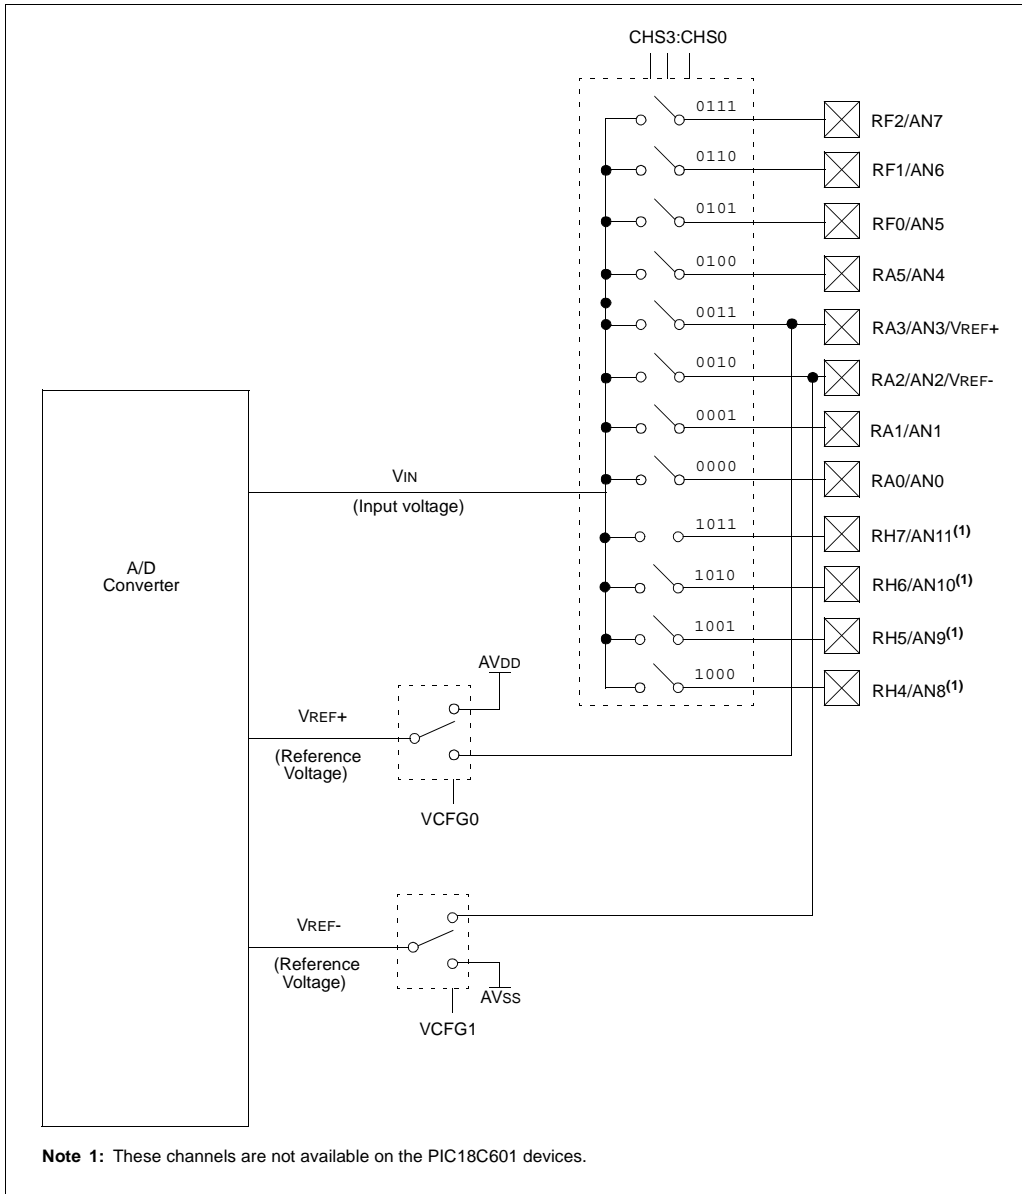 CHS3:CHS0
0111
RF2/AN7
0110
RF1/AN6
0101
RF0/AN5
0100
RA5/AN4
0011
RA3/AN3/VREF+
0010
RA2/AN2/VREF-
0001
RA1/AN1
0000
RA0/AN0
VIN
(Input voltage)
1011
RH7/AN11(1)
A/D
Converter
1010
RH6/AN10(1)
1001
RH5/AN9(1)
1000
RH4/AN8(1)
AVDD
VREF+
(Reference
Voltage)
VCFG0
VREF-
(Reference
Voltage)
AVSS
VCFG1
Note 1: These channels are not available on the PIC18C601 devices.